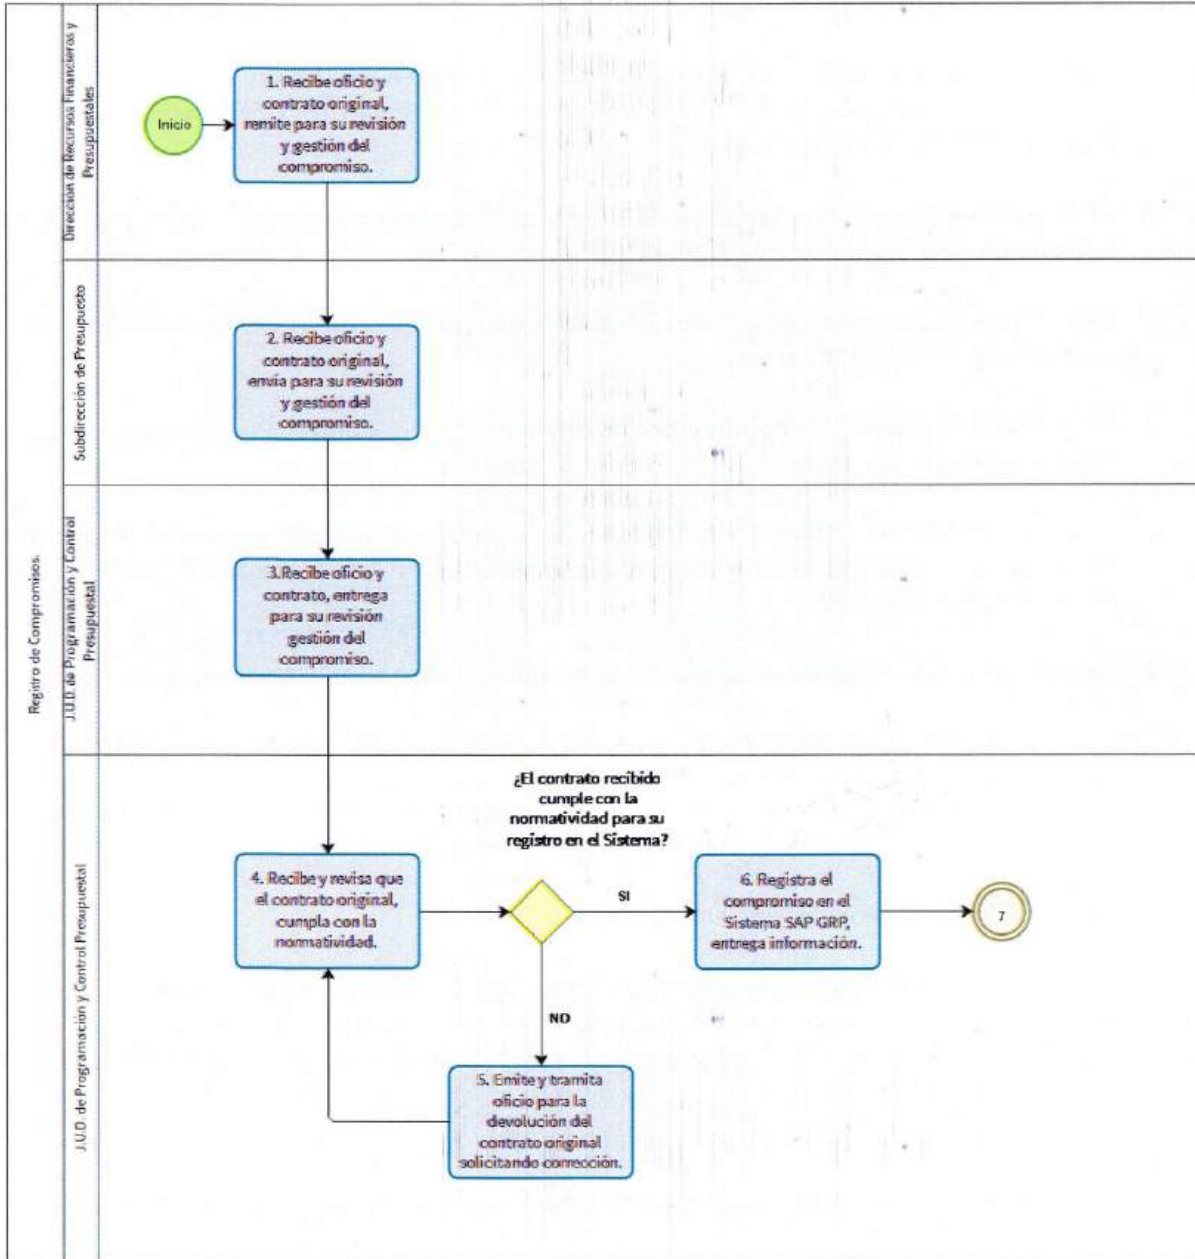 Registro de Compromisos.
Dirección de Recursos Financieros y
Presupuestales
Inicio
1. Recibe oficio y
contrato original,
remite para su revisión
y gestión del
compromiso.
Subdirección de Presupuesto
2. Recibe oficio y
contrato original,
envía para su revisión
y gestión del
compromiso.
J.U.D. de Programación y Control
Presupuestal
3.Recibe oficio y
contrato, entrega
para su revisión
gestión del
compromiso.
J.U.D. de Programación y Control Presupuestal
4. Recibe y revisa que
el contrato original,
cumpla con la
normatividad.
¿El contrato recibido
cumple con la
normatividad para su
registro en el Sistema?
SI
NO
5. Emite y tramita
oficio para la
devolución del
contrato original
solicitando corrección.
6. Registra el
compromiso en el
Sistema SAP GRP,
entrega información.
7